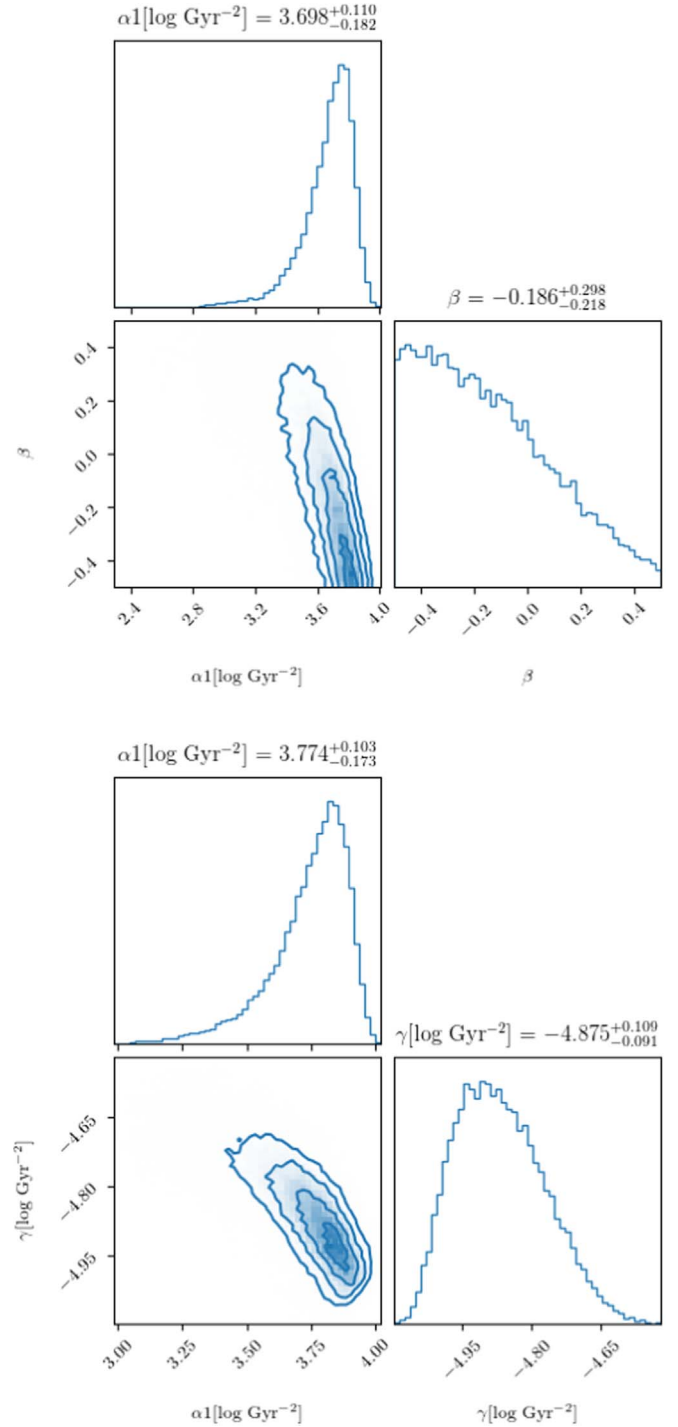 α1[log Gyr⁻²] = 3.698⁺⁰·¹¹⁰₋₀.₁₈₂
β = −0.186⁺⁰·²⁹⁸₋₀.₂₁₈
β
0.4
0.2
0.0
−0.2
−0.4
2.4 2.8 3.2 3.6 4.0 −0.4 −0.2 0.0 0.2 0.4
α1[log Gyr⁻²] β
α1[log Gyr⁻²] = 3.774⁺⁰·¹⁰³₋₀.₁₇₃
γ[log Gyr⁻²] = −4.875⁺⁰·¹⁰⁹₋₀.₀₉₁
γ[log Gyr⁻²]
−4.65
−4.80
−4.95
3.00 3.25 3.50 3.75 4.00 −4.95 −4.80 −4.65
α1[log Gyr⁻²] γ[log Gyr⁻²]